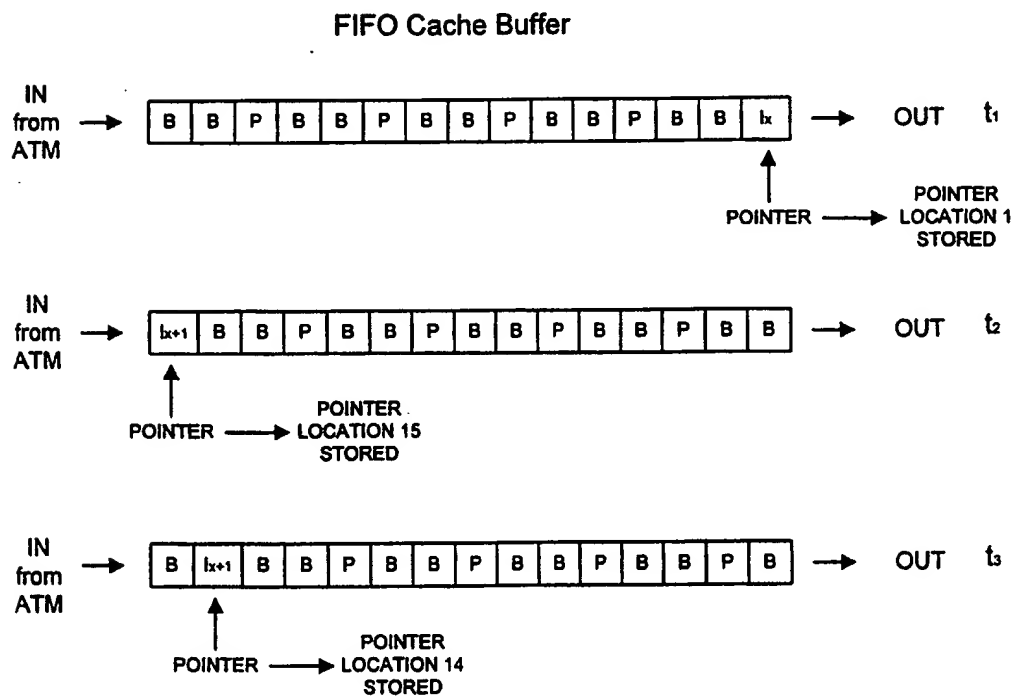 FIFO Cache Buffer
IN
from
ATM
B B P B B P B B P B B P B B Ix
OUT t1
POINTER
POINTER
LOCATION 1
STORED
IN
from
ATM
Ix+1 B B P B B P B B P B B P B B
OUT t2
POINTER
POINTER
LOCATION 15
STORED
IN
from
ATM
B Ix+1 B B P B B P B B P B B P B
OUT t3
POINTER
POINTER
LOCATION 14
STORED